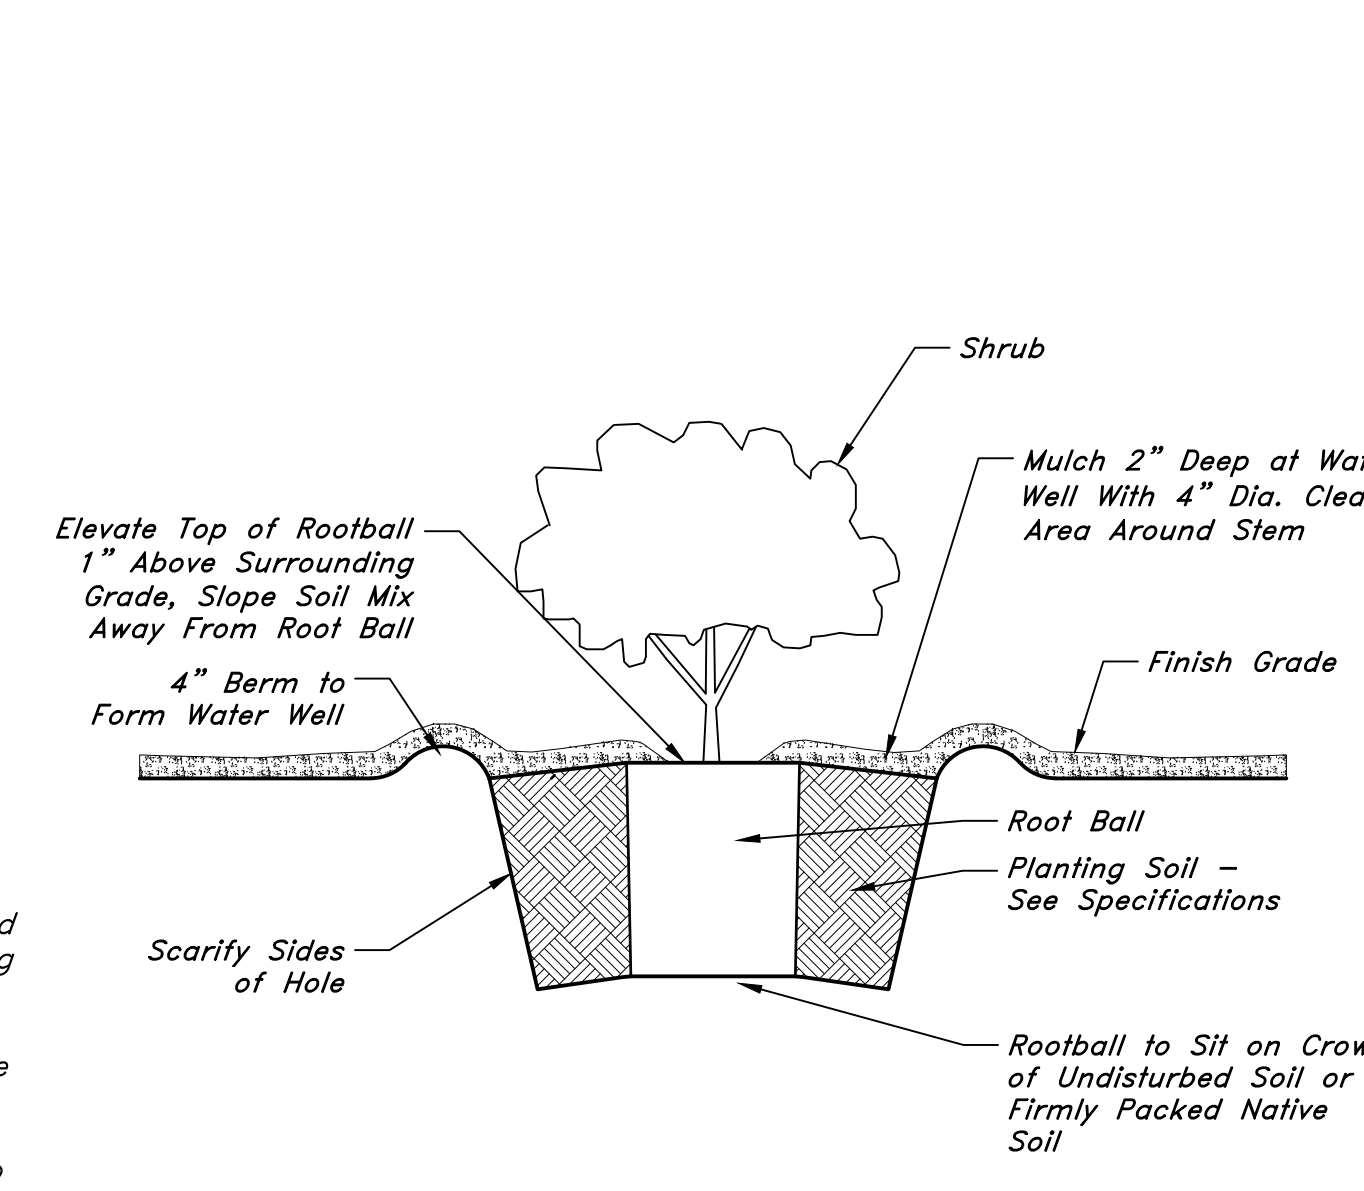 Shrub
Mulch 2” Deep at Wat
Well With 4” Dia. Clea
Area Around Stem
Elevate Top of Rootball
1” Above Surrounding
Grade, Slope Soil Mix
Away From Root Ball
4” Berm to
Form Water Well
Finish Grade
Root Ball
Planting Soil –
See Specifications
Scarify Sides
of Hole
Rootball to Sit on Crow
of Undisturbed Soil or
Firmly Packed Native
Soil
d
g
e